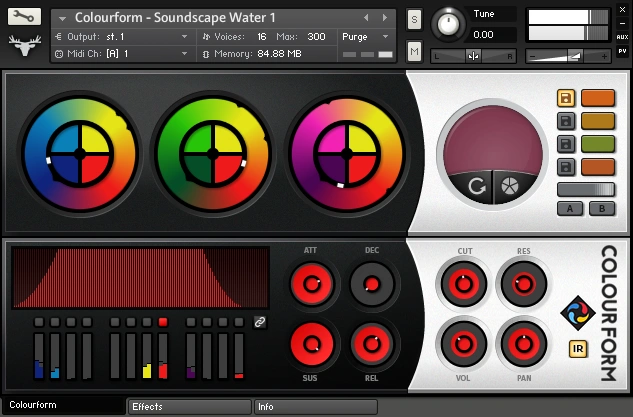 Colourform - Soundscape Water 1
Output: st. 1
Voices: 16 Max: 300
Purge
Midi Ch: [A] 1
Memory: 84.88 MB
S
M
Tune
0.00
L
R
AUX
PV
A
B
ATT
DEC
SUS
REL
CUT
RES
VOL
PAN
COLOURFORM
IR
Colourform
Effects
Info